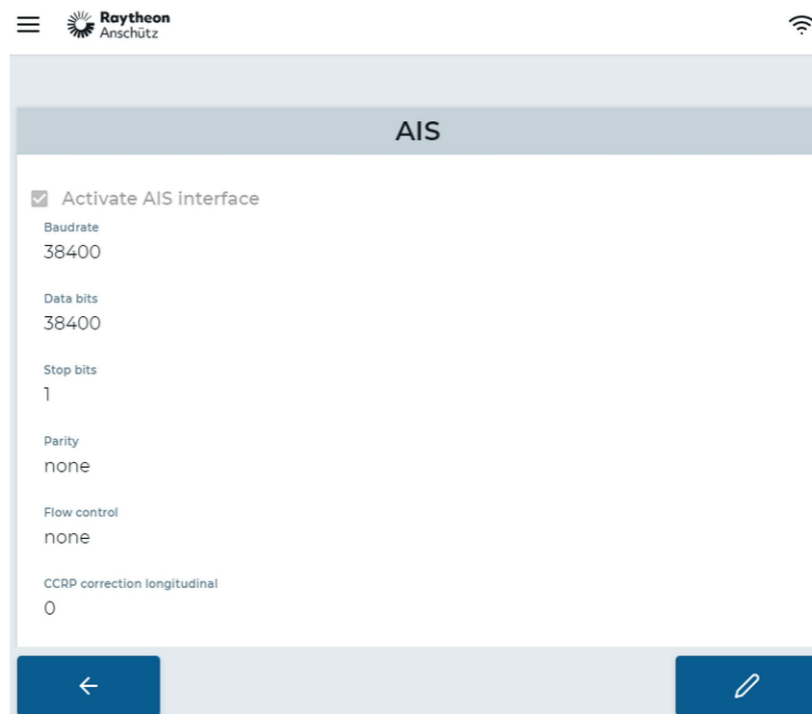 Raytheon
Anschütz
AIS
Activate AIS interface
Baudrate
38400
Data bits
38400
Stop bits
1
Parity
none
Flow control
none
CCRP correction longitudinal
0